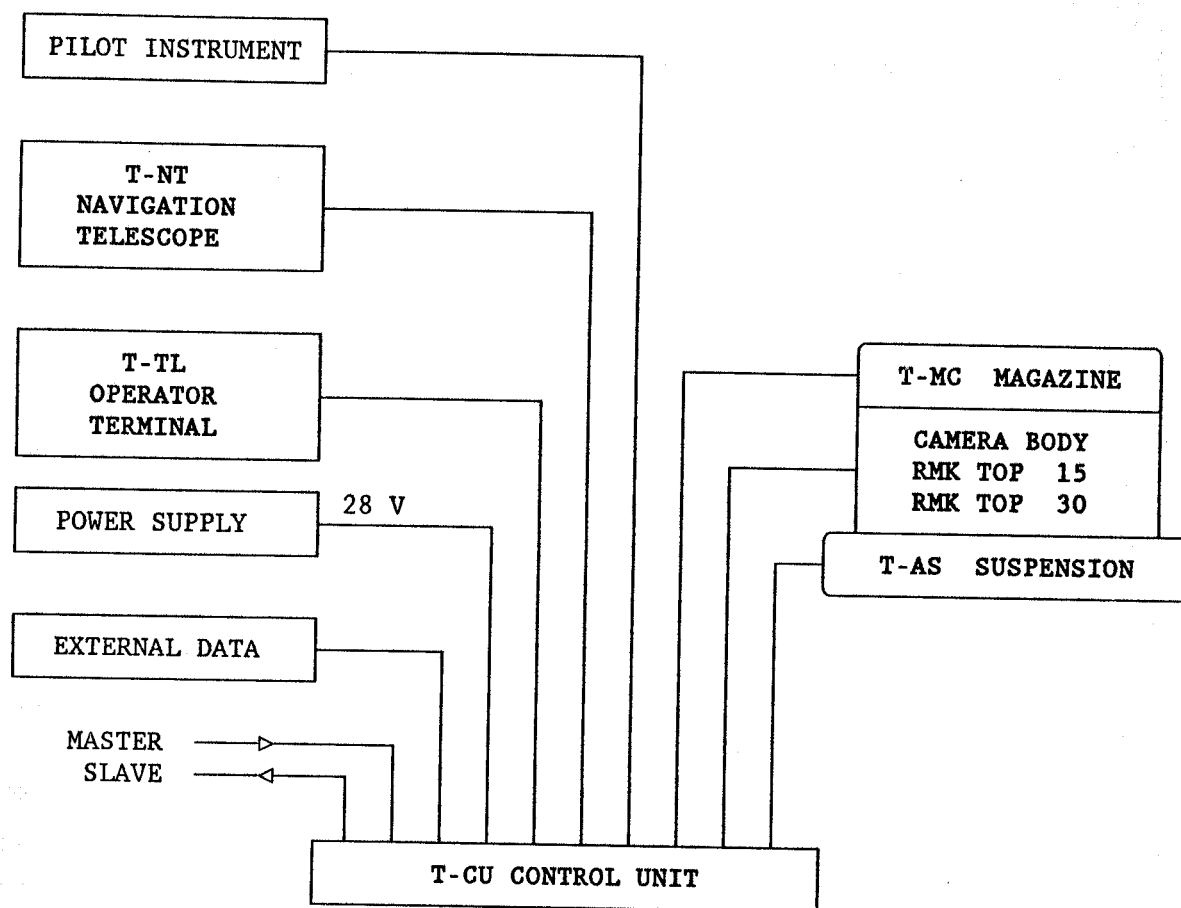 PILOT INSTRUMENT
T-NT
NAVIGATION
TELESCOPE
T-TL
OPERATOR
TERMINAL
POWER SUPPLY
28 V
EXTERNAL DATA
MASTER
SLAVE
T-MC MAGAZINE
CAMERA BODY
RMK TOP 15
RMK TOP 30
T-AS SUSPENSION
T-CU CONTROL UNIT